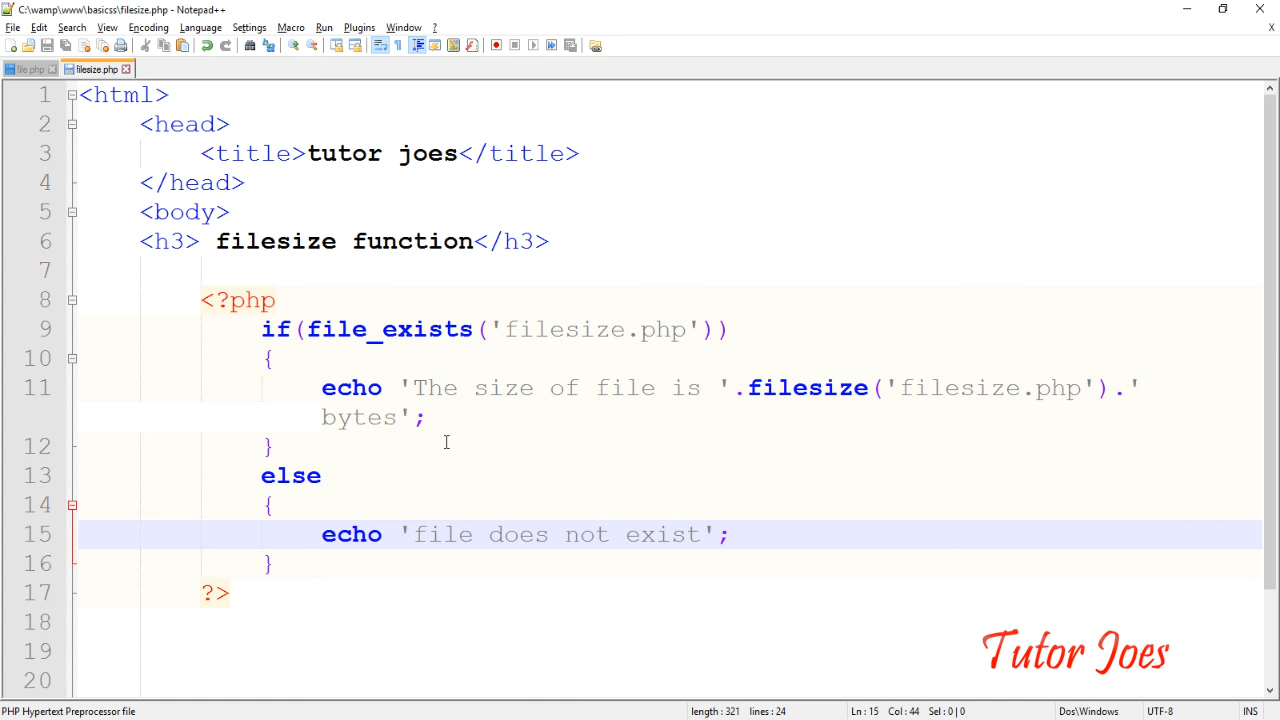 C:\wamp\www\basicss\filesize.php - Notepad++
File Edit Search View Encoding Language Settings Macro Run Plugins Window ?
X
file.php filesize.php
1 <html>
2 <head>
3 <title>tutor joes</title>
4 </head>
5 <body>
6 <h3> filesize function</h3>
7
8 <?php
9 if(file_exists('filesize.php'))
10 {
11 echo 'The size of file is '.filesize('filesize.php').'
bytes';
12 }
13 else
14 {
15 echo 'file does not exist';
16 }
17 ?>
18
19
Tutor Joes
20
PHP Hypertext Preprocessor file length : 321 lines : 24 Ln : 15 Col : 44 Sel : 0 | 0 Dos\Windows UTF-8 INS